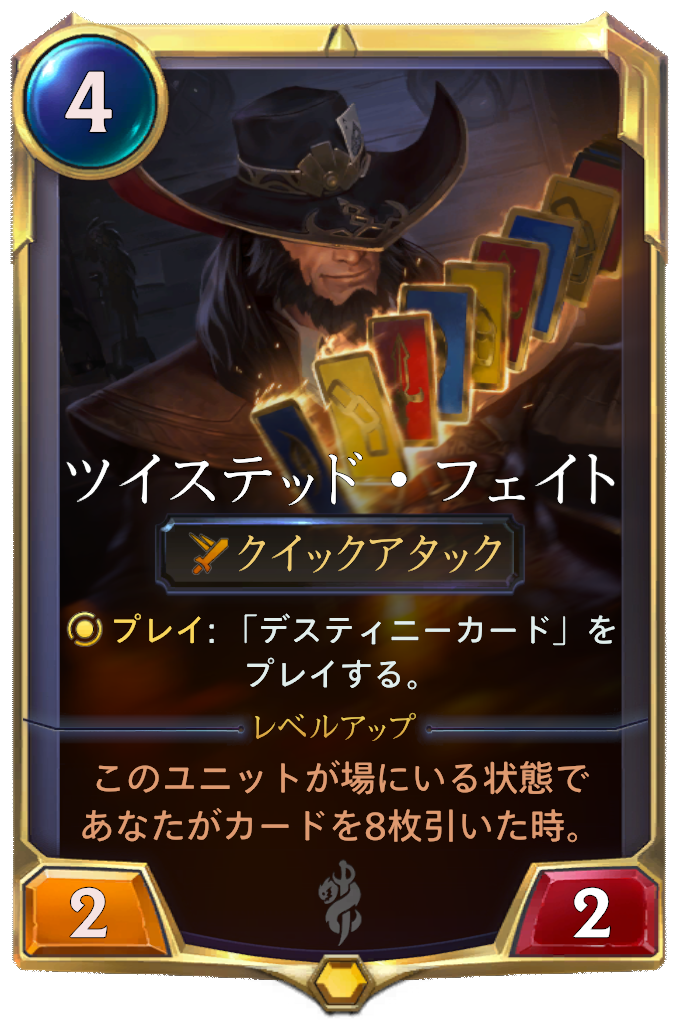 4
ツイステッド・フェイト
クイックアタック
プレイ:「デスティニーカード」を
プレイする。
レベルアップ
このユニットが場にいる状態で
あなたがカードを8枚引いた時。
2
2